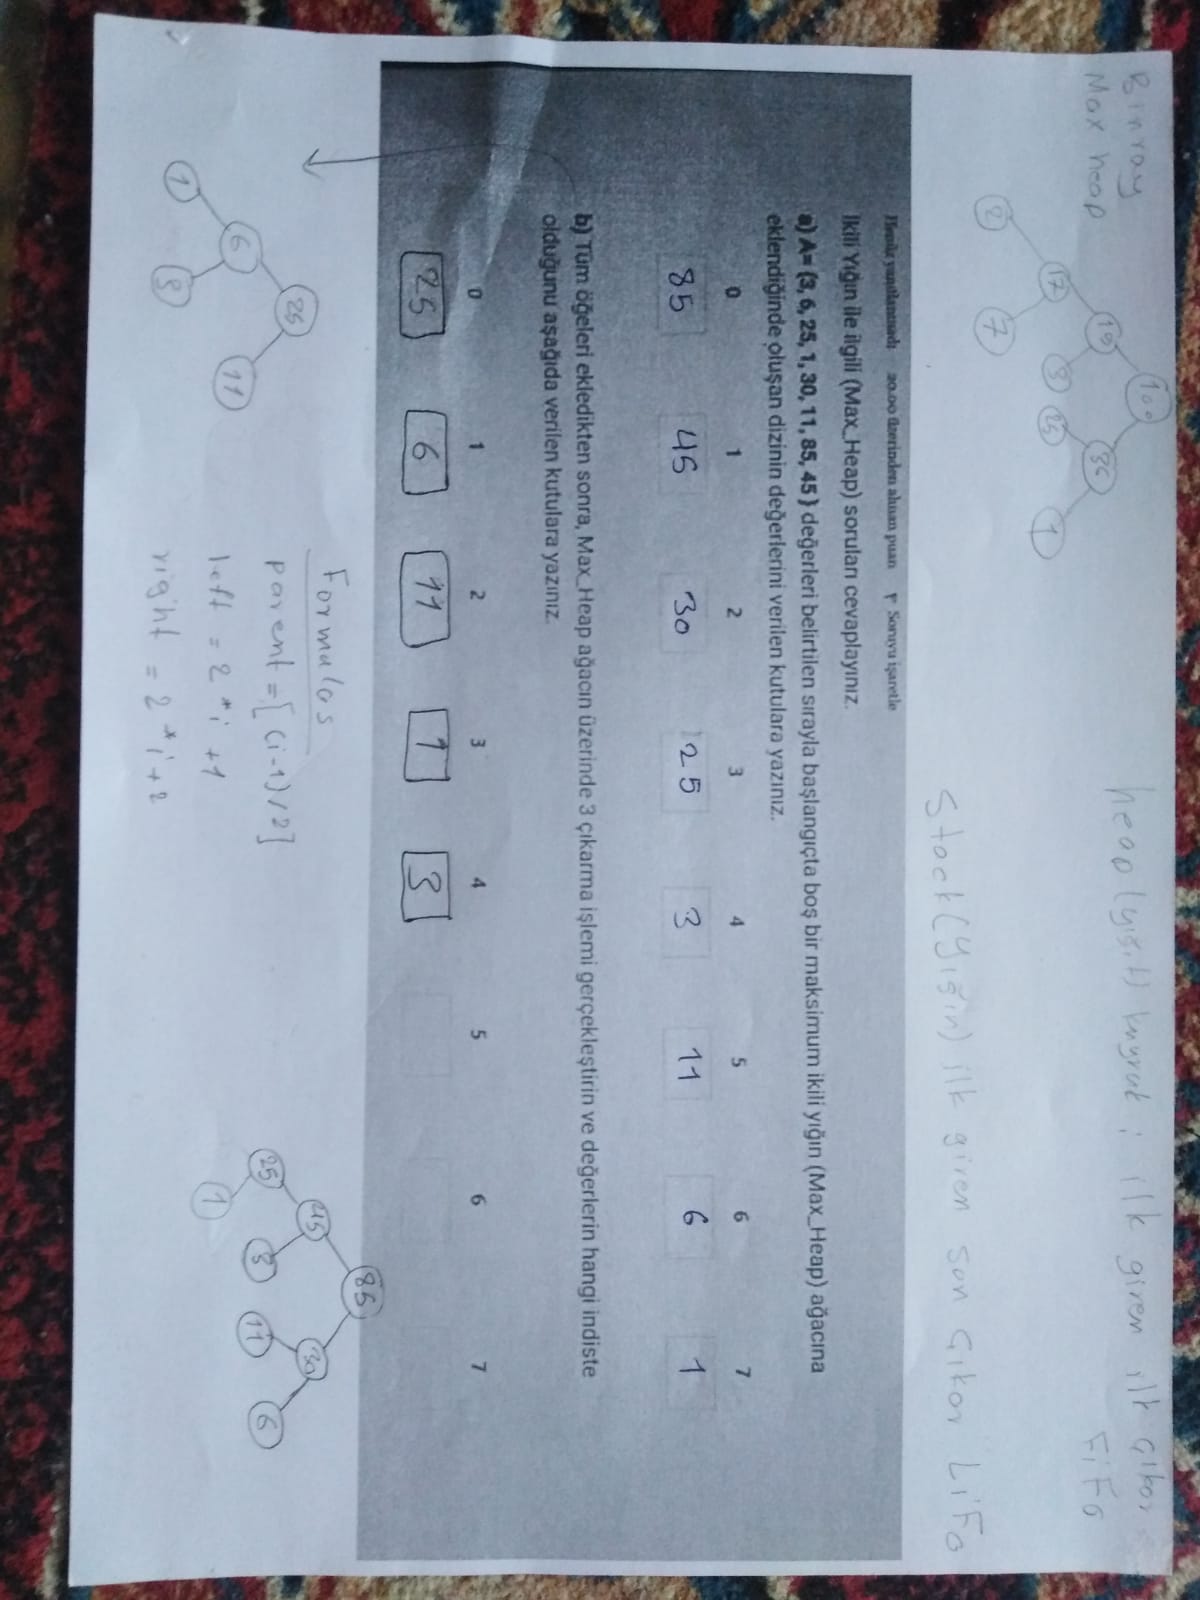 Binray
Max heap
100
19
36
17
3
25
1
2
7
heap(yığıt) kuyruk : ilk giren ilk çıkar
FiFo
Stack(Yığın) ilk giren son çıkar LiFo
Henüz yanıtlanmadı 20.00 üzerinden alınan puan Soruyu işaretle
İkili Yığın ile ilgili (Max_Heap) sorulan cevaplayınız.
a) A= {3, 6, 25, 1, 30, 11, 85, 45 } değerleri belirtilen sırayla başlangıçta boş bir maksimum ikili yığın (Max_Heap) ağacına
eklendiğinde oluşan dizinin değerlerini verilen kutulara yazınız.
0 1 2 3 4 5 6 7
85 45 30 25 3 11 6 1
b) Tüm öğeleri ekledikten sonra, Max_Heap ağacın üzerinde 3 çıkarma işlemi gerçekleştirin ve değerlerin hangi indiste
olduğunu aşağıda verilen kutulara yazınız.
0 1 2 3 4 5 6 7
25 6 11 1 3
25
6
11
1
3
Formulas
parent = [(i-1)/2]
left = 2*i+1
right = 2*i+2
85
45
30
25
3
11
6
1